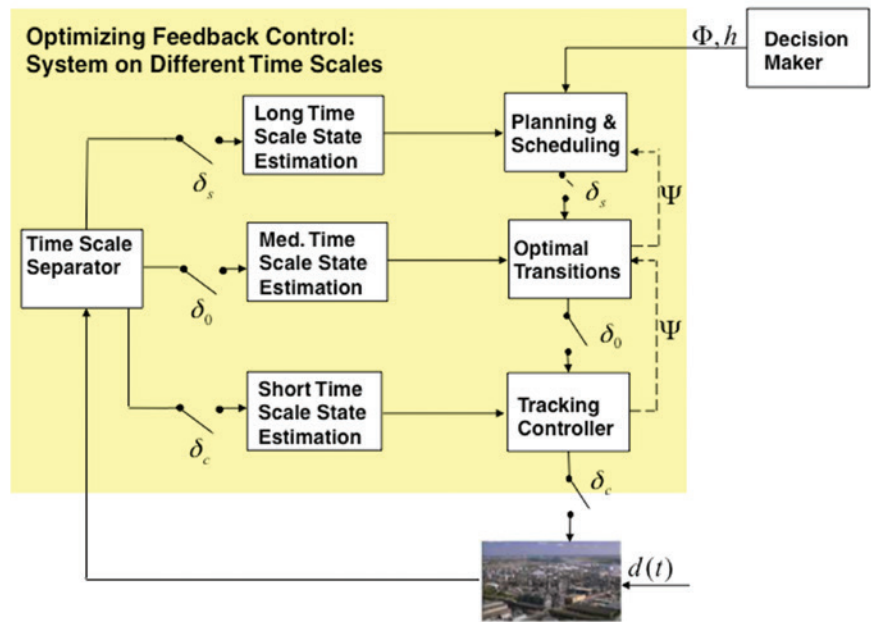 Optimizing Feedback Control:
System on Different Time Scales
Φ, h
Decision
Maker
Long Time
Scale State
Estimation
Planning &
Scheduling
δs
δs
Ψ
Time Scale
Separator
Med. Time
Scale State
Estimation
Optimal
Transitions
δ0
δ0
Ψ
Short Time
Scale State
Estimation
Tracking
Controller
δc
δc
d(t)